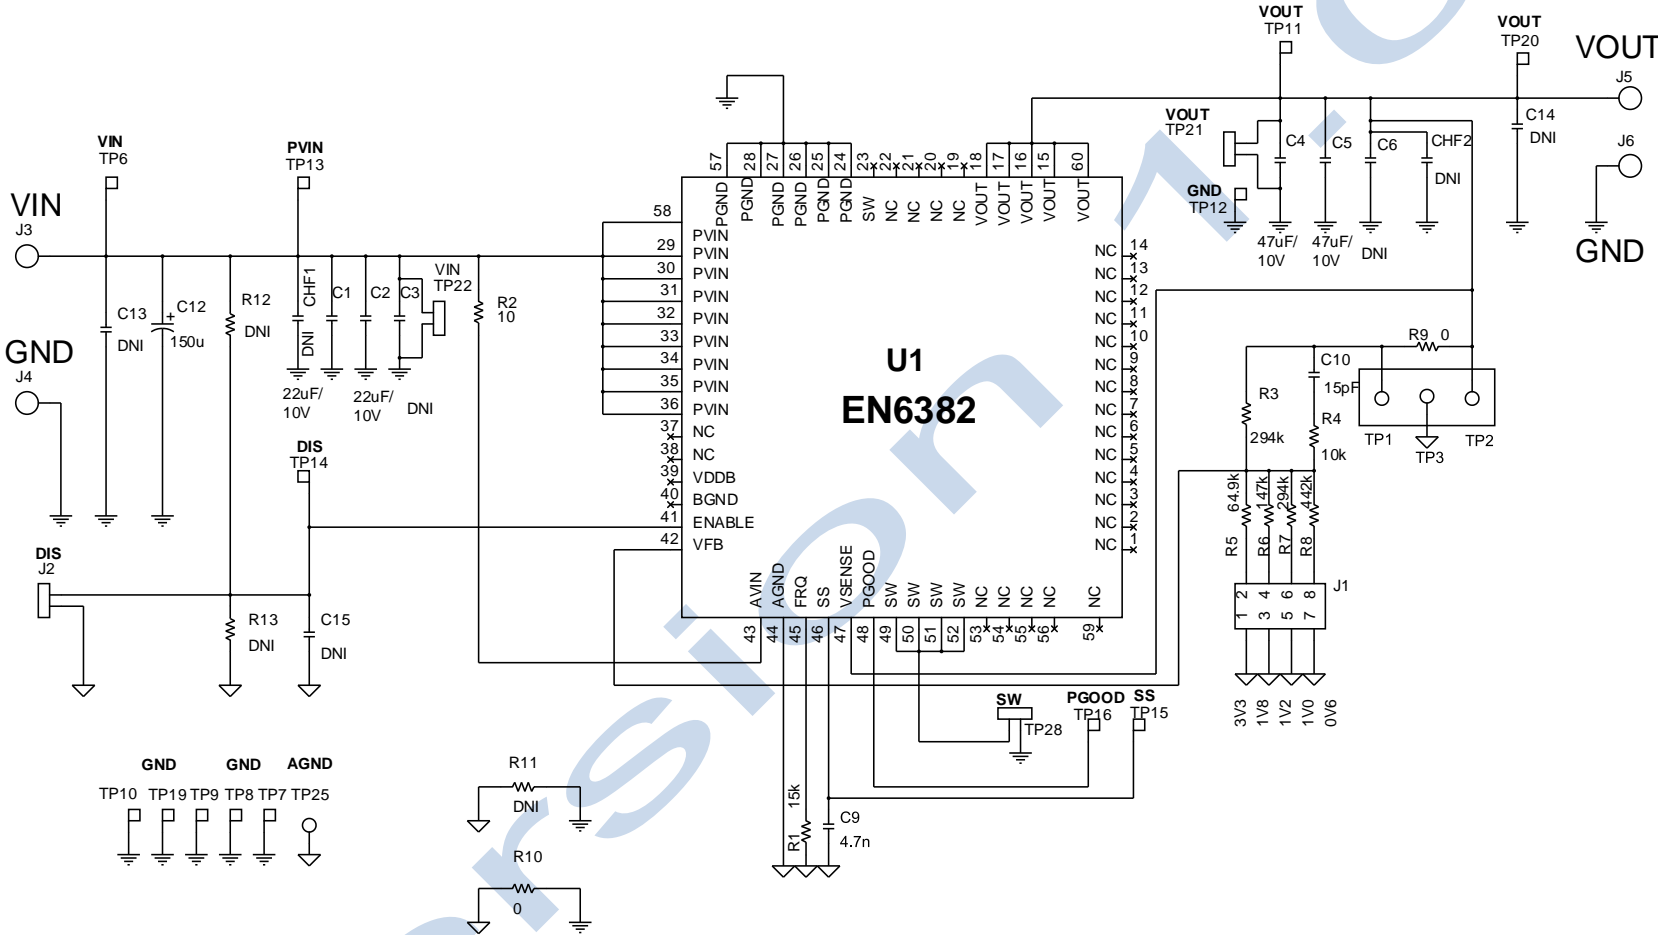 VOUT
TP11
VOUT
TP20
VOUT
J5
VOUT
TP21
C4
C5
C6
CHF2
DNI
C14
DNI
J6
GND
TP12
47uF/
10V
47uF/
10V
DNI
GND
VIN
TP6
PVIN
TP13
VIN
J3
GND
J4
C13
DNI
C12
+
150u
R12
DNI
CHF1
DNI
C1
C2
C3
VIN
TP22
22uF/
10V
22uF/
10V
DNI
R2
10
DIS
TP14
DIS
J2
R13
DNI
C15
DNI
57 28 27 26 25 24 23 22 21 20 19 18 17 16 15 60
PGND PGND PGND PGND PGND PGND SW NC NC NC NC VOUT VOUT VOUT VOUT VOUT
58 PVIN
29 PVIN
30 PVIN
31 PVIN
32 PVIN
33 PVIN
34 PVIN
35 PVIN
36 PVIN
37 NC
38 NC
39 VDDB
40 BGND
41 ENABLE
42 VFB
U1
EN6382
NC 14
NC 13
NC 12
NC 11
NC 10
NC 9
NC 8
NC 7
NC 6
NC 5
NC 4
NC 3
NC 2
NC 1
AVIN AGND FRQ SS VSENSE PGOOD SW SW SW SW NC NC NC NC NC
43 44 45 46 47 48 49 50 51 52 53 54 55 56 59
R9 0
C10
15pF
R3
294k
R4
10k
TP1
TP3
TP2
64.9k 147k 294k 442k
R5 R6 R7 R8
J1
2 4 6 8
1 3 5 7
3V3 1V8 1V2 1V0 0V6
SW
TP28
PGOOD
TP16
SS
TP15
R1 15k
C9
4.7n
GND GND AGND
TP10 TP19 TP9 TP8 TP7 TP25
R11
DNI
R10
0